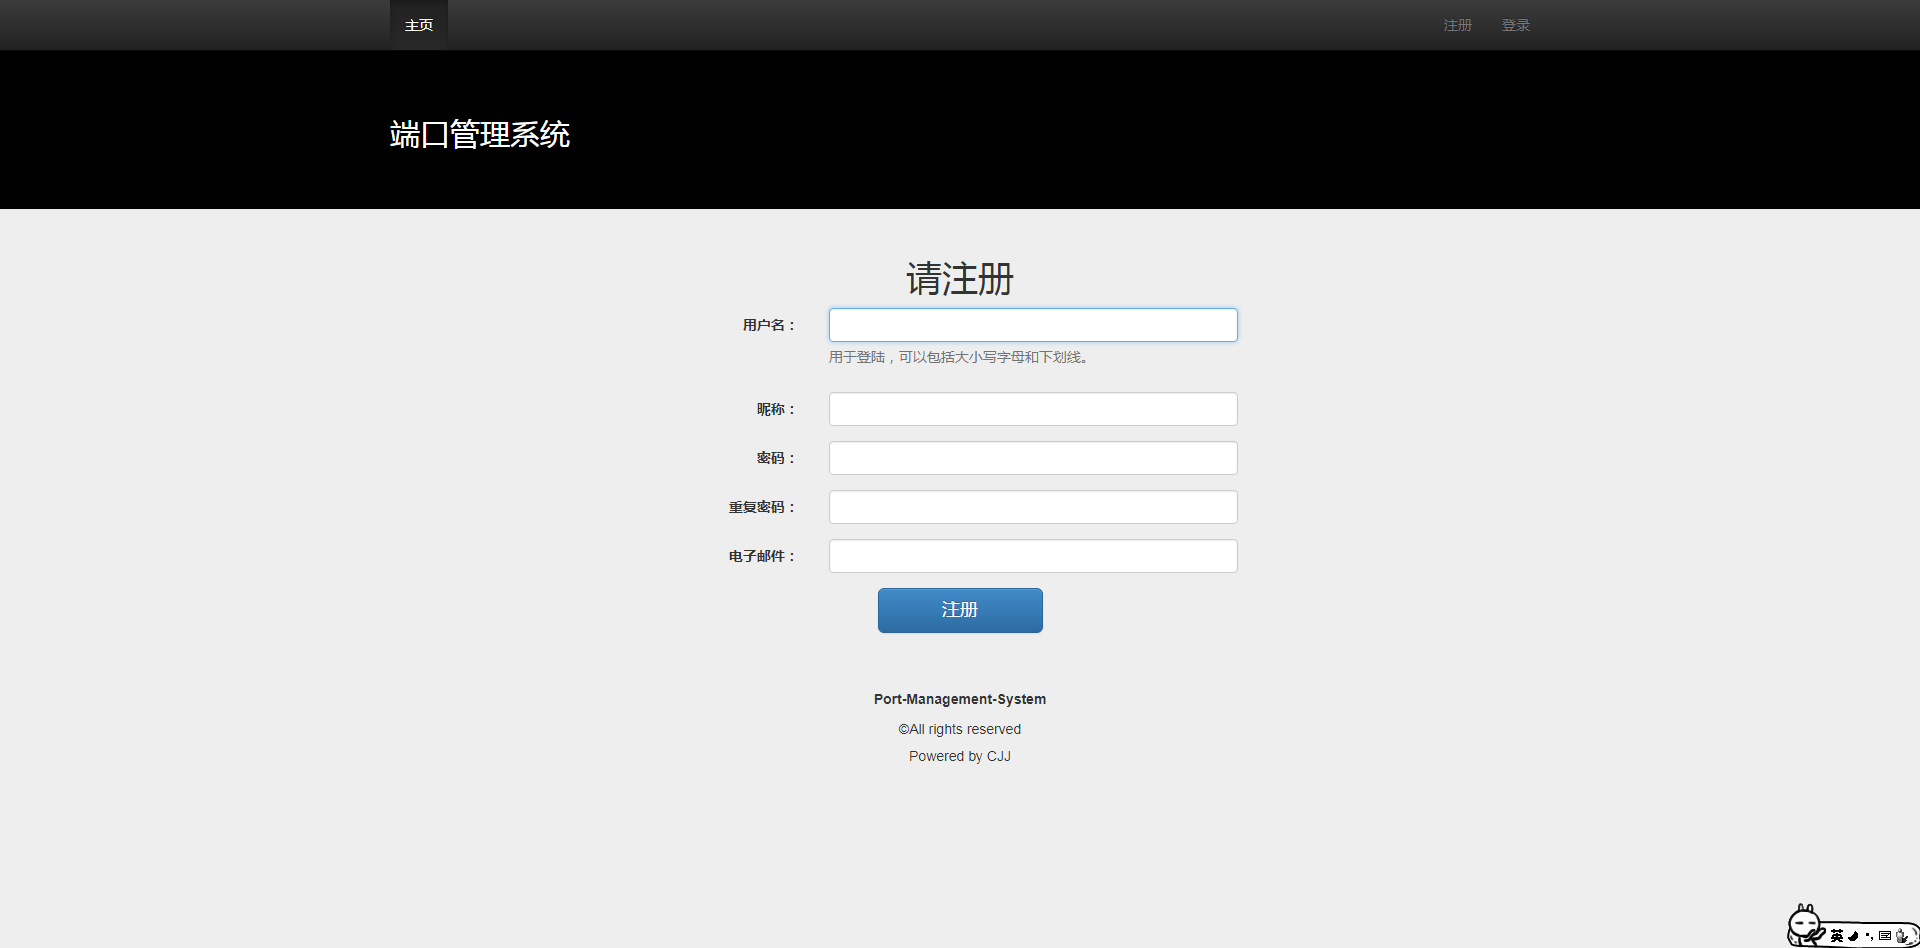 主页
注册 登录
端口管理系统
请注册
用户名：
用于登陆，可以包括大小写字母和下划线。
昵称：
密码：
重复密码：
电子邮件：
注册
Port-Management-System
©All rights reserved
Powered by CJJ
英